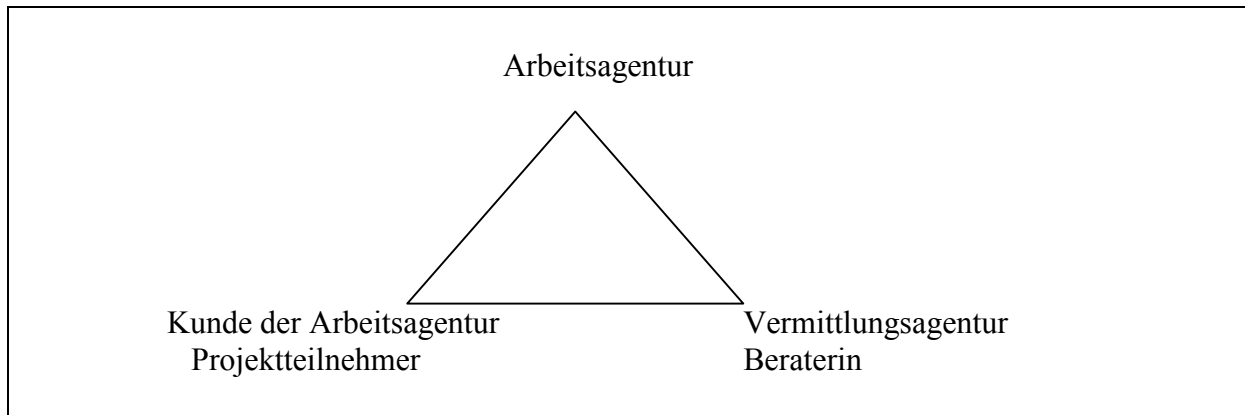 Arbeitsagentur
Kunde der Arbeitsagentur
Projektteilnehmer
Vermittlungsagentur
Beraterin